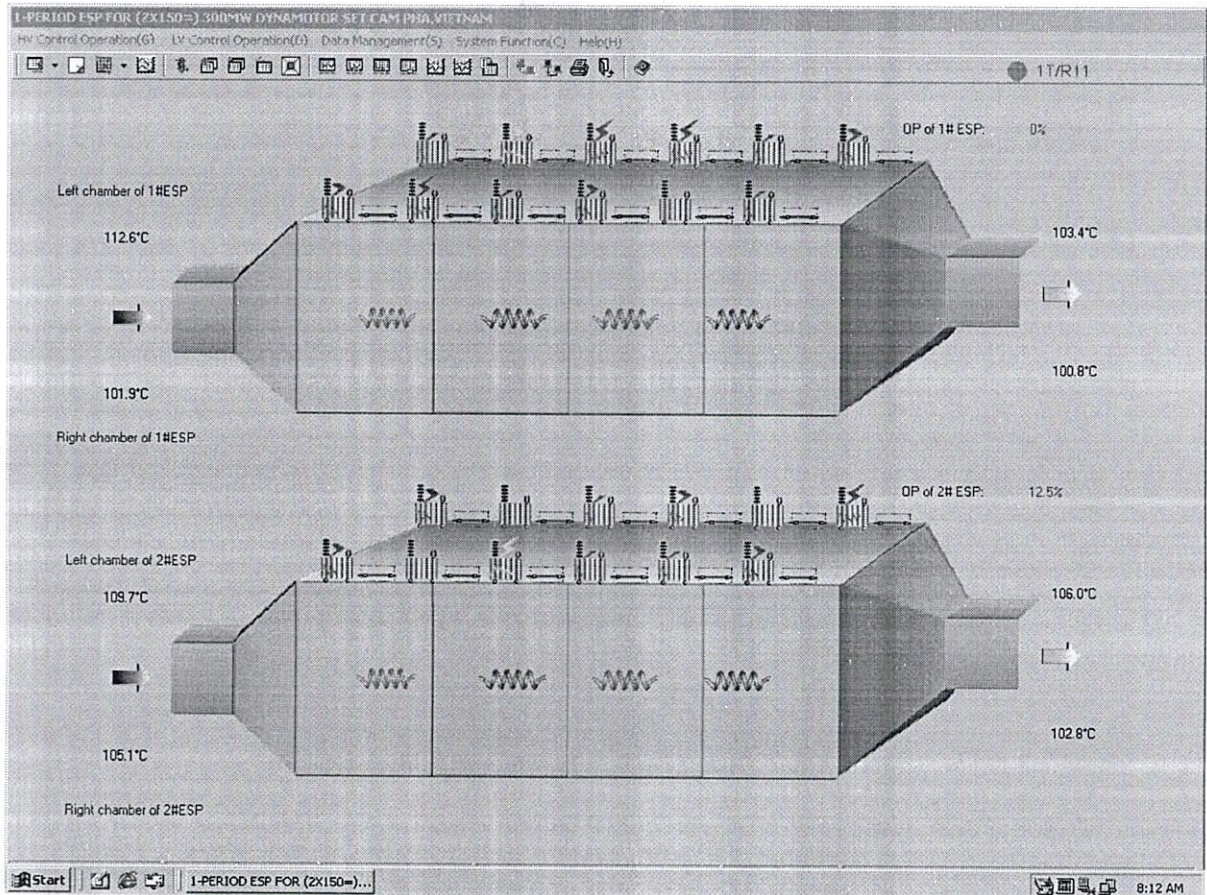 1-PERIOD ESP FOR (2X150=) 300MW DYNAMOTOR SET,CAM PHA,VIETNAM
HV Control Operation(G) LV Control Operation(D) Data Management(S) System Function(C) Help(H)
1T/R11
OP of 1# ESP: 0%
Left chamber of 1#ESP
112.6°C
103.4°C
101.9°C
100.8°C
Right chamber of 1#ESP
OP of 2# ESP: 12.5%
Left chamber of 2#ESP
109.7°C
106.0°C
105.1°C
102.8°C
Right chamber of 2#ESP
Start
1-PERIOD ESP FOR (2X150=)...
8:12 AM